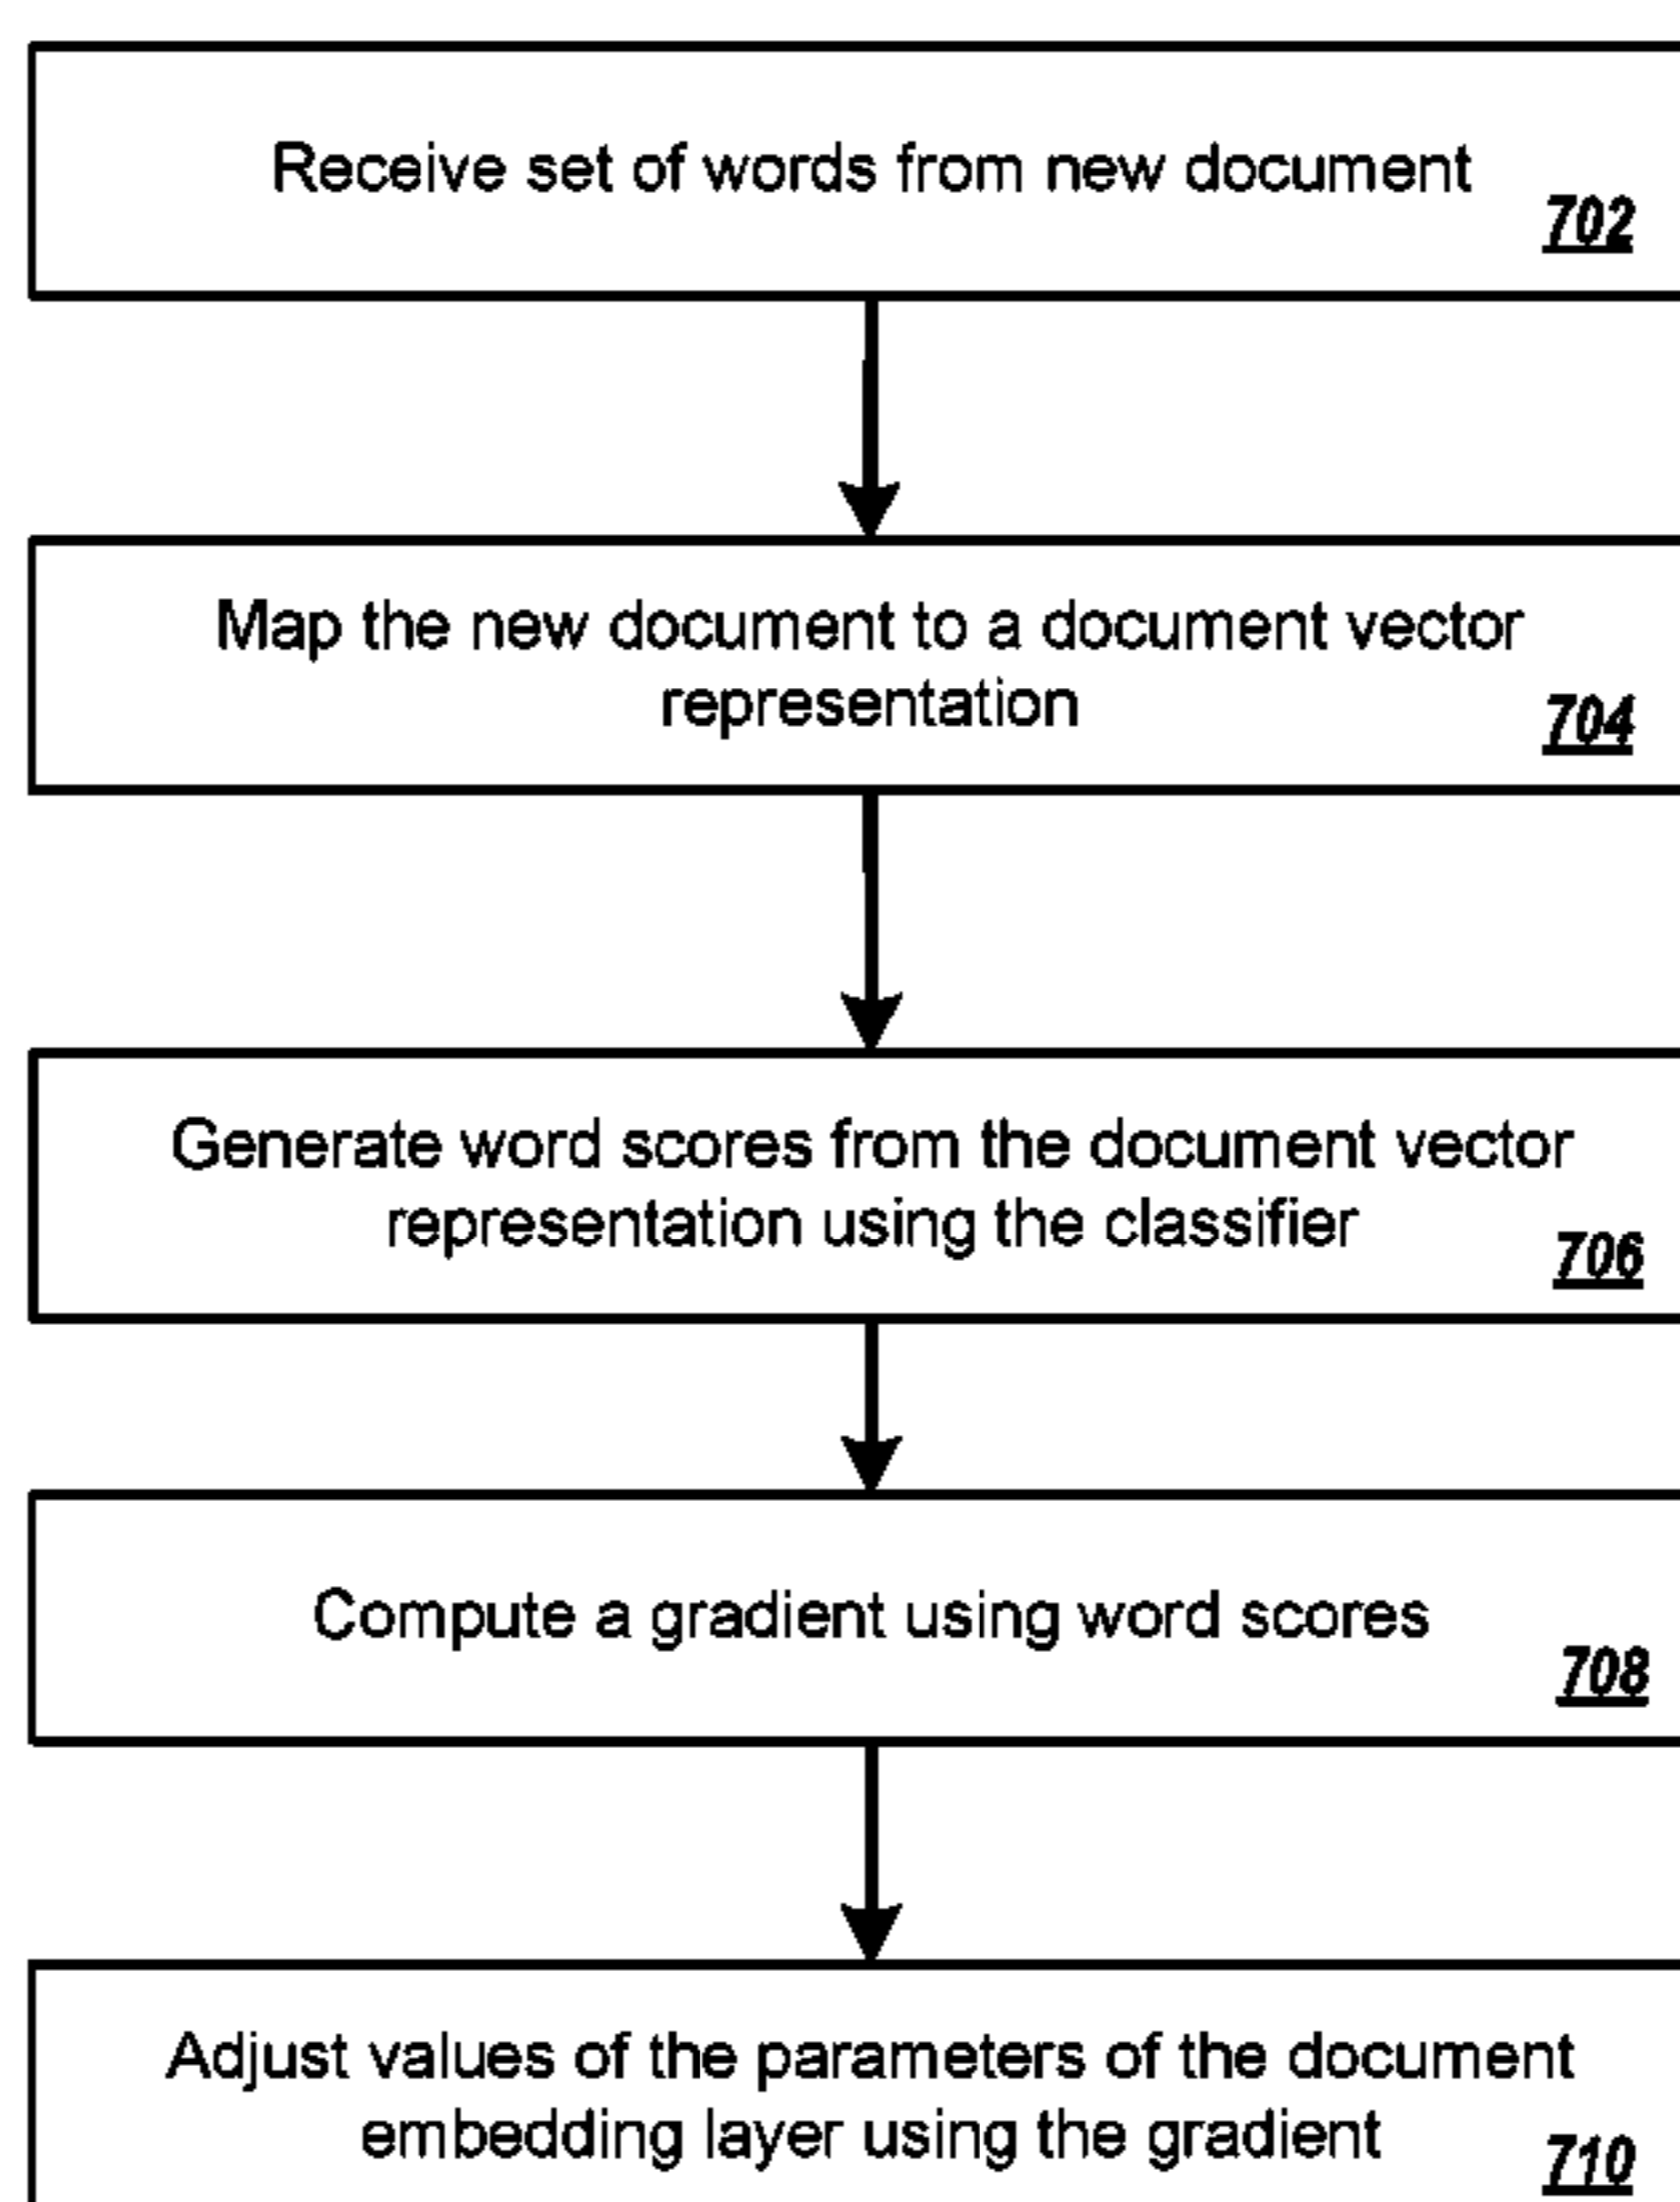 Receive set of words from new document
702
Map the new document to a document vector
representation
704
Generate word scores from the document vector
representation using the classifier
706
Compute a gradient using word scores
708
Adjust values of the parameters of the document
embedding layer using the gradient
710